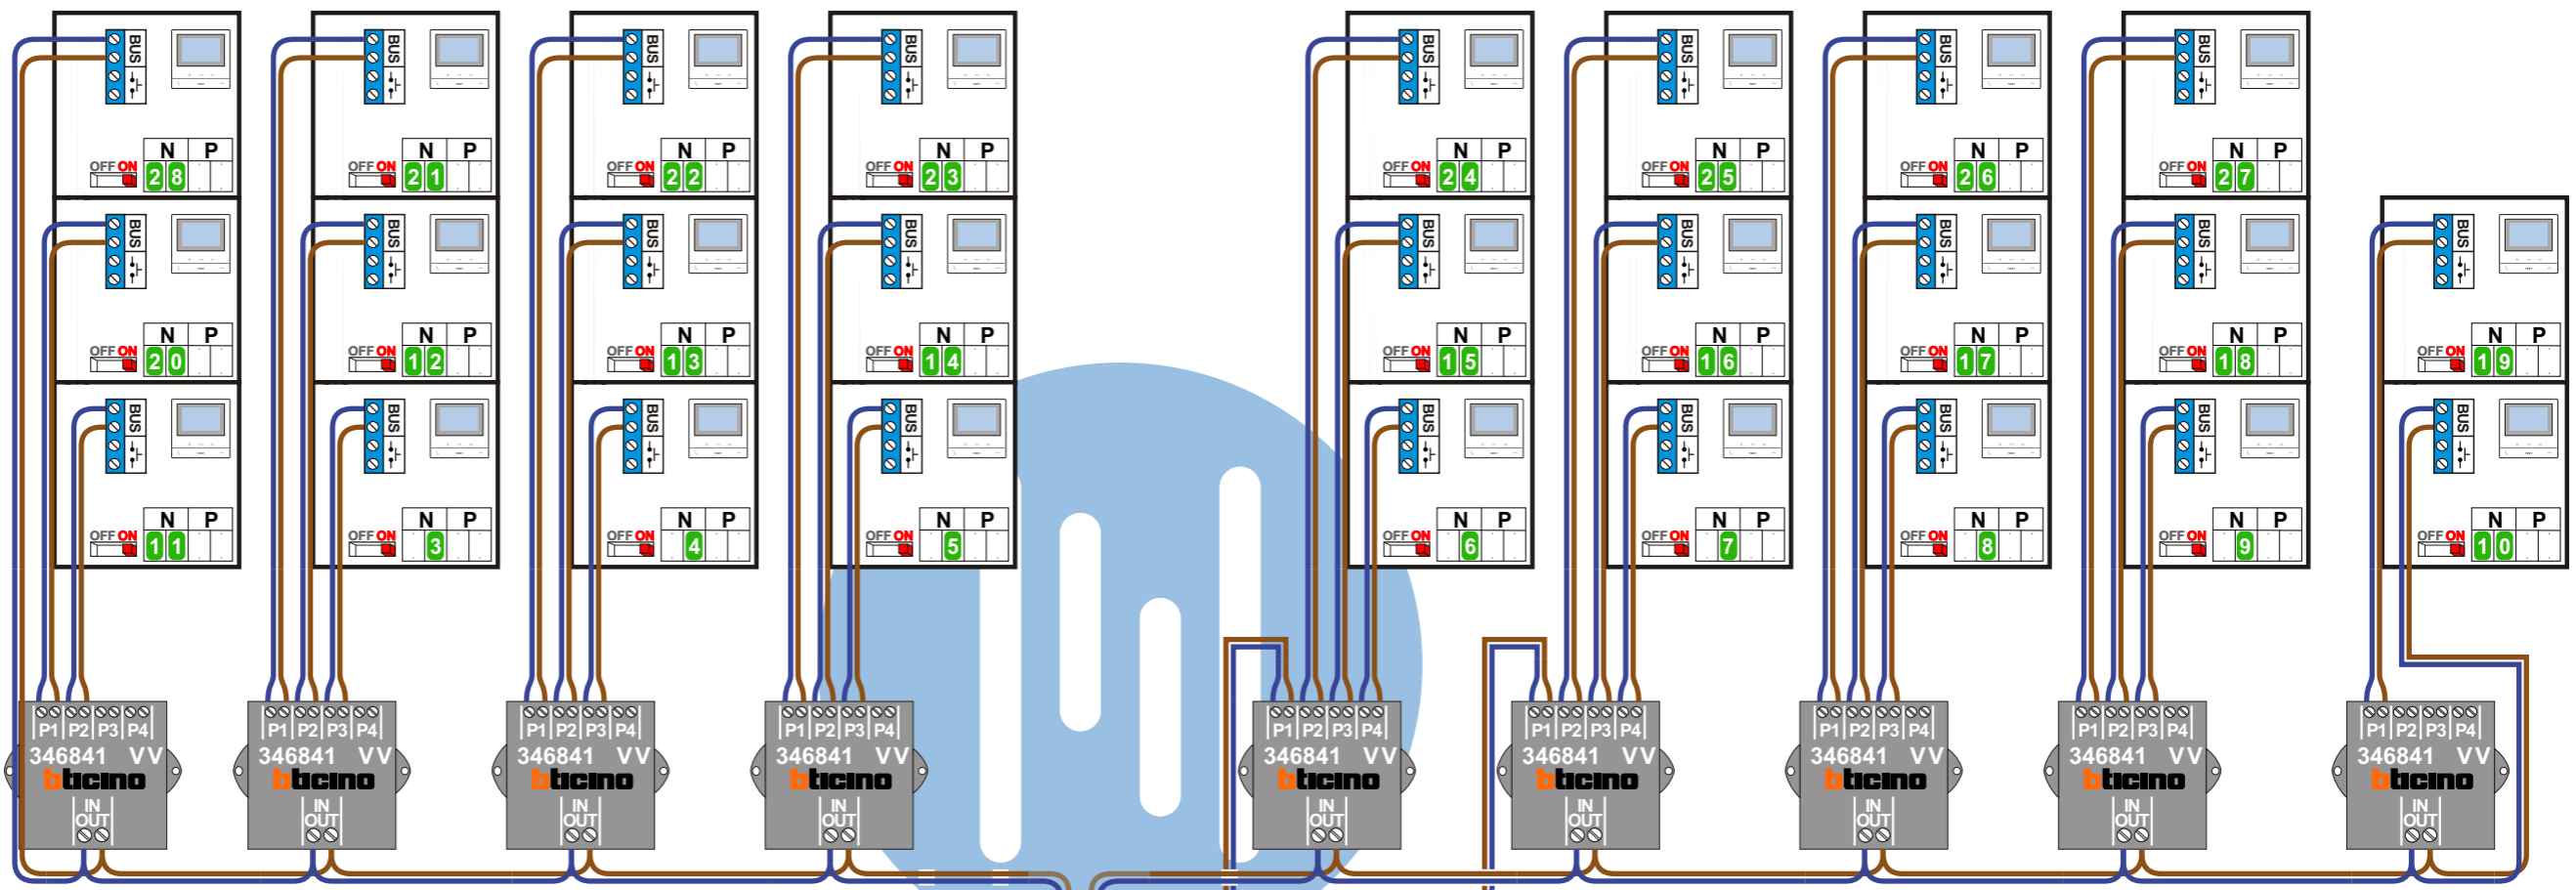 BUS BUS BUS BUS BUS BUS BUS BUS
N P N P N P N P N P N P N P N P
OFF ON 2 8 OFF ON 2 1 OFF ON 2 2 OFF ON 2 3 OFF ON 2 4 OFF ON 2 5 OFF ON 2 6 OFF ON 2 7
BUS BUS BUS BUS BUS BUS BUS BUS BUS
N P N P N P N P N P N P N P N P N P
OFF ON 2 0 OFF ON 1 2 OFF ON 1 3 OFF ON 1 4 OFF ON 1 5 OFF ON 1 6 OFF ON 1 7 OFF ON 1 8 OFF ON 1 9
BUS BUS BUS BUS BUS BUS BUS BUS BUS
N P N P N P N P N P N P N P N P N P
OFF ON 1 1 OFF ON 3 OFF ON 4 OFF ON 5 OFF ON 6 OFF ON 7 OFF ON 8 OFF ON 9 OFF ON 1 0
P1 P2 P3 P4 P1 P2 P3 P4 P1 P2 P3 P4 P1 P2 P3 P4 P1 P2 P3 P4 P1 P2 P3 P4 P1 P2 P3 P4 P1 P2 P3 P4 P1 P2 P3 P4
346841 VV 346841 VV 346841 VV 346841 VV 346841 VV 346841 VV 346841 VV 346841 VV 346841 VV
bticino bticino bticino bticino bticino bticino bticino bticino bticino
IN IN IN IN IN IN IN IN IN
OUT OUT OUT OUT OUT OUT OUT OUT OUT